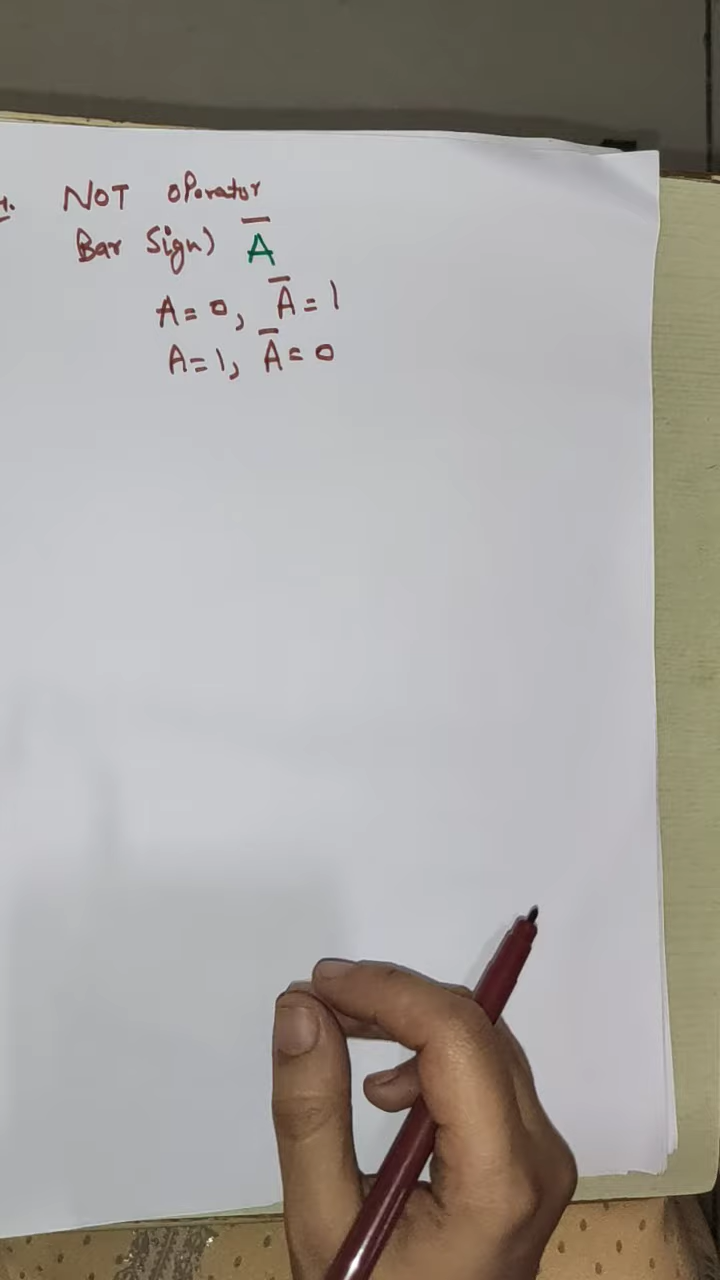 NOT operator
Bar Sign) A̅
A = 0, A̅ = 1
A = 1, A̅ = 0